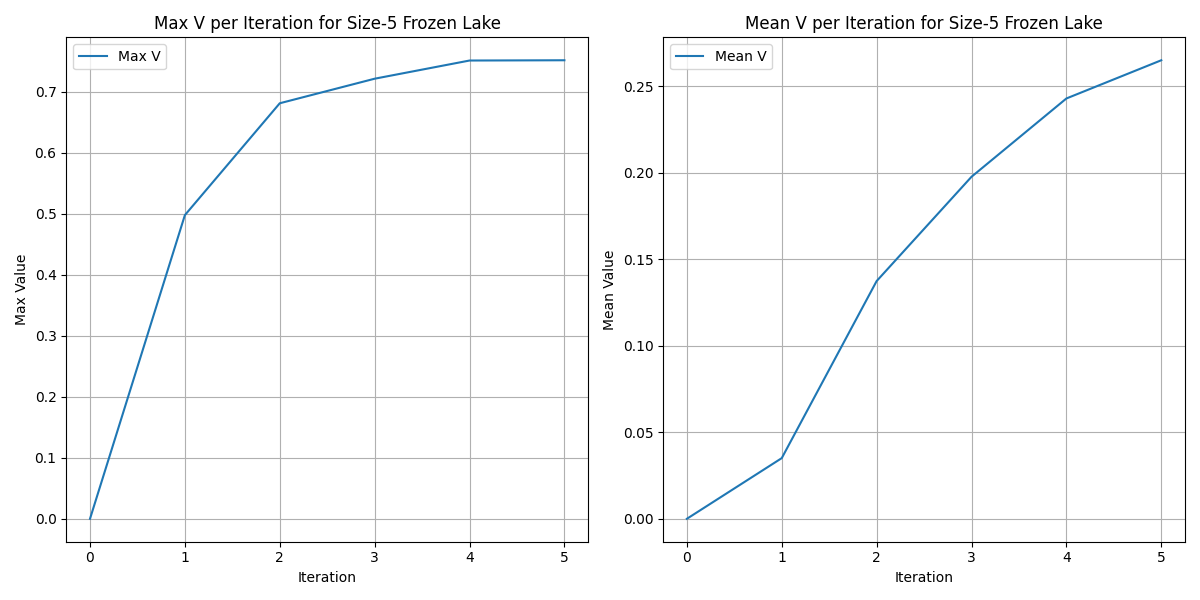 Max V per Iteration for Size-5 Frozen Lake
Max V
Max Value
0.7
0.6
0.5
0.4
0.3
0.2
0.1
0.0
0 1 2 3 4 5
Iteration
Mean V per Iteration for Size-5 Frozen Lake
Mean V
Mean Value
0.25
0.20
0.15
0.10
0.05
0.00
0 1 2 3 4 5
Iteration